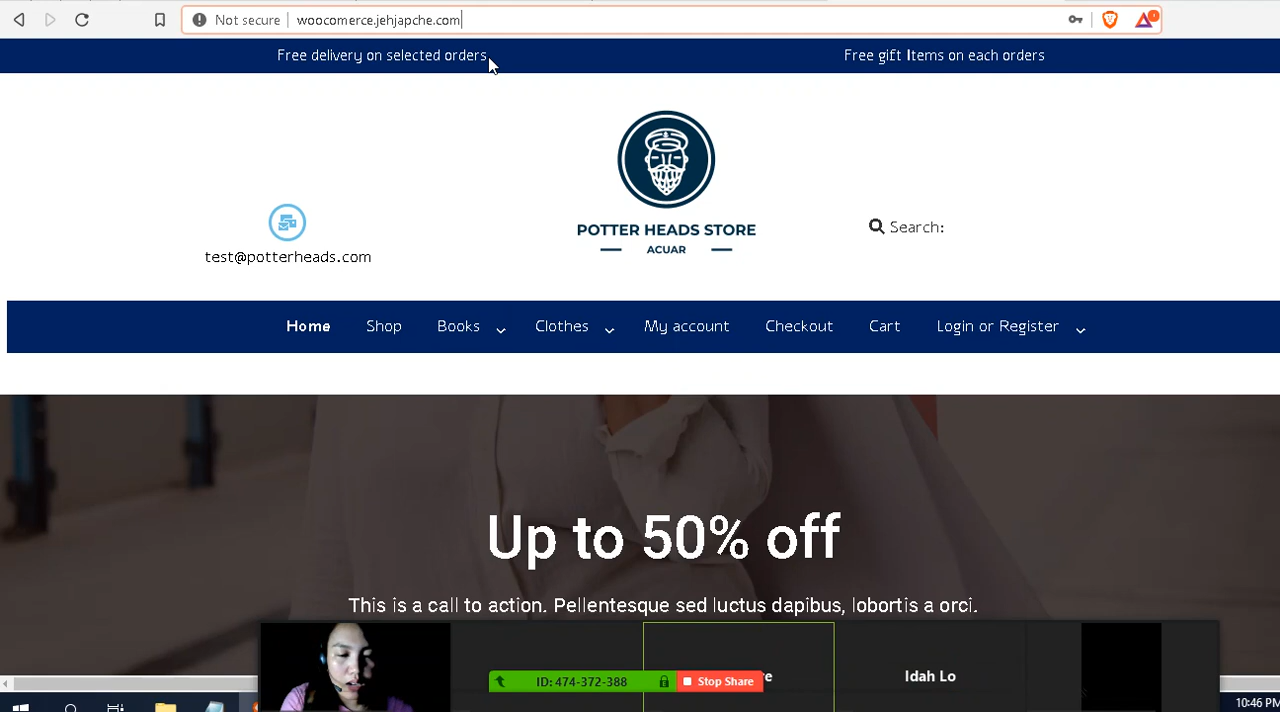 Not secure | woocomerce.jehjapche.com
Free delivery on selected orders
Free gift Items on each orders
POTTER HEADS STORE
ACUAR
test@potterheads.com
Search:
Home Shop Books Clothes My account Checkout Cart Login or Register
Up to 50% off
This is a call to action. Pellentesque sed luctus dapibus, lobortis a orci.
Idah Lo
ID: 474-372-388 Stop Share
10:46 PM